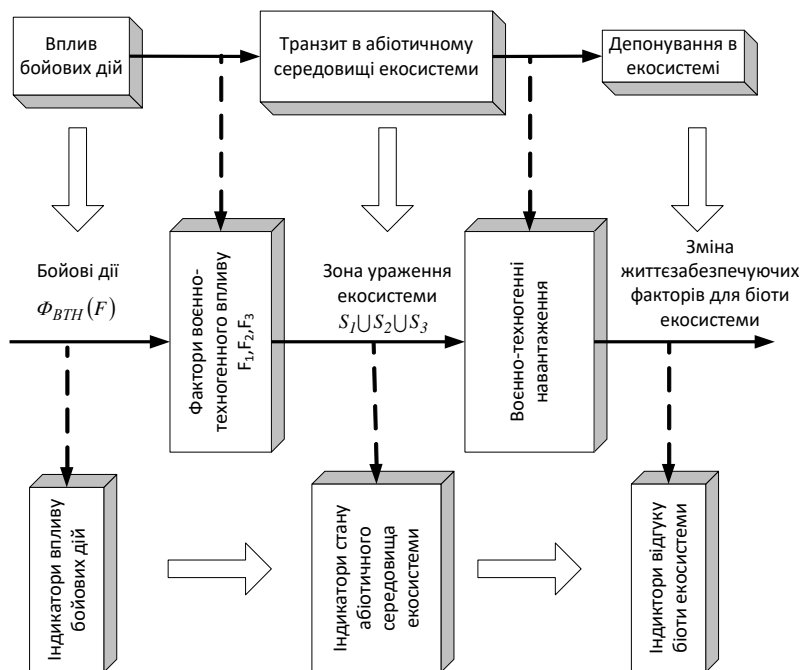 Вплив
бойових дій
Транзит в абіотичному
середовищі екосистеми
Депонування в
екосистемі
Бойові дії
Φ_BTH(F)
Фактори воєнно-
техногенного впливу
F₁,F₂,F₃
Зона ураження
екосистеми
S₁⋃S₂⋃S₃
Воєнно-техногенні
навантаження
Зміна
життєзабезпечуючих
факторів для біоти
екосистеми
Індикатори впливу
бойових дій
Індикатори стану
абіотичного
середовища
екосистеми
Індиктори відгуку
біоти екосистеми